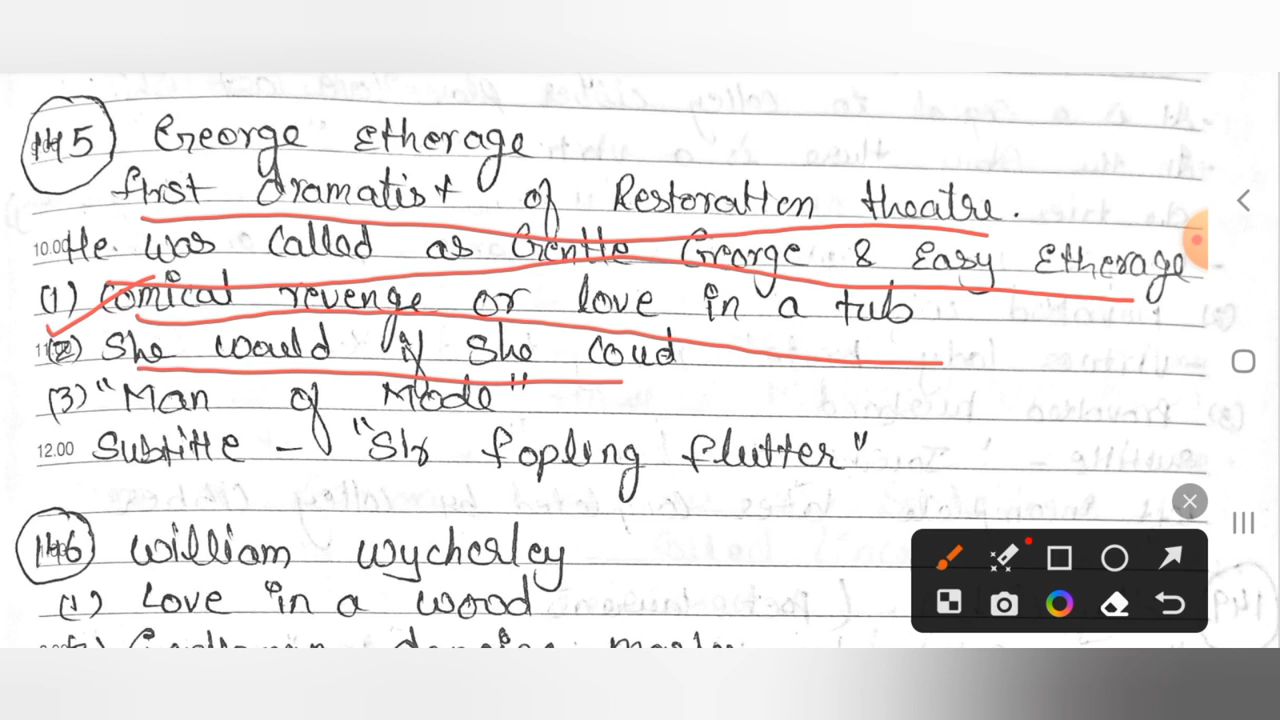 145 George Etherage
first dramatist of Restoration theatre.
10.00 He was called as Gentle George & Easy Etherage
(1) Comical revenge or love in a tub
(2) She would if she coud
(3) "Man of Mode"
12.00 Subtitle - "Sir fopling flutter"
146 William Wycherley
(1) Love in a wood
dancing master